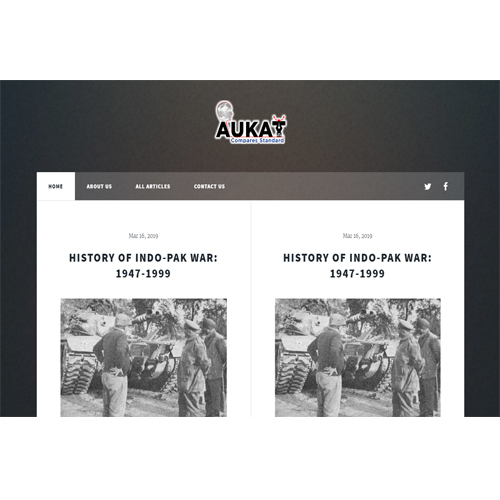 AUKAT
Compares Standard
HOME ABOUT US ALL ARTICLES CONTACT US
Mar 16, 2019
HISTORY OF INDO-PAK WAR:
1947-1999
Mar 16, 2019
HISTORY OF INDO-PAK WAR:
1947-1999